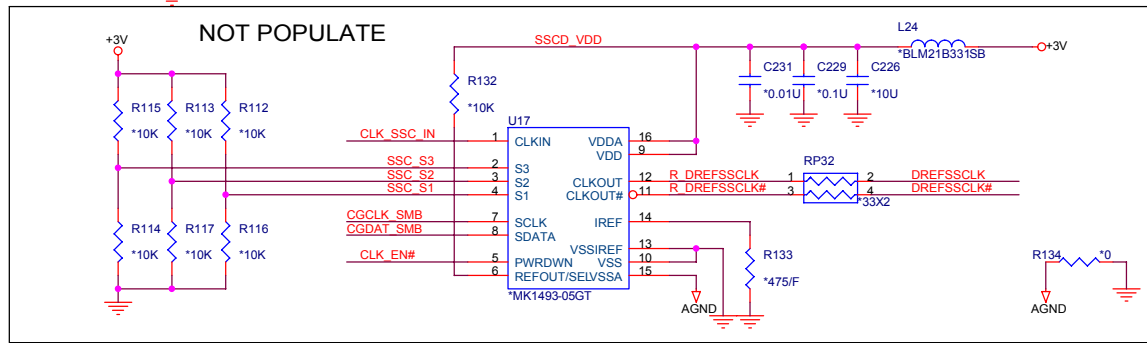 NOT POPULATE
+3V
R115
*10K
R113
*10K
R112
*10K
R114
*10K
R117
*10K
R116
*10K
R132
*10K
SSCD_VDD
C231
*0.01U
C229
*0.1U
C226
*10U
L24
*BLM21B331SB
+3V
CLK_SSC_IN
SSC_S3
SSC_S2
SSC_S1
CGCLK_SMB
CGDAT_SMB
CLK_EN#
U17
1 CLKIN
2 S3
3 S2
4 S1
7 SCLK
8 SDATA
5 PWRDWN
6 REFOUT/SEL
VDDA 16
VDD 9
CLKOUT 12
CLKOUT# 11
IREF 14
VSSIREF 13
VSS 10
VSSA 15
*MK1493-05GT
R_DREFSSCLK
R_DREFSSCLK#
RP32
1 2
3 4
*33X2
DREFSSCLK
DREFSSCLK#
R133
*475/F
AGND
R134 *0
AGND